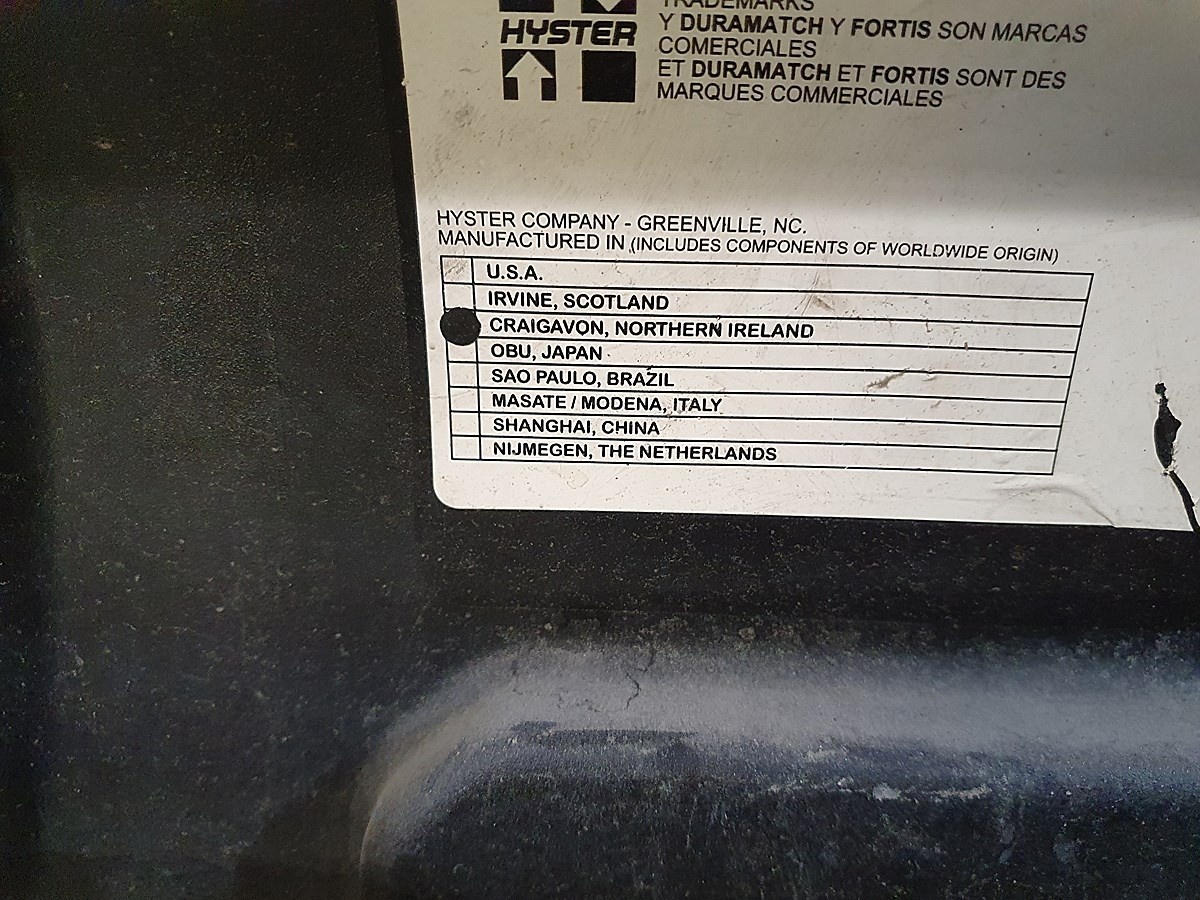 TRADEMARKS
HYSTER
Y DURAMATCH Y FORTIS SON MARCAS
COMERCIALES
ET DURAMATCH ET FORTIS SONT DES
MARQUES COMMERCIALES
HYSTER COMPANY - GREENVILLE, NC.
MANUFACTURED IN (INCLUDES COMPONENTS OF WORLDWIDE ORIGIN)
U.S.A.
IRVINE, SCOTLAND
CRAIGAVON, NORTHERN IRELAND
OBU, JAPAN
SAO PAULO, BRAZIL
MASATE / MODENA, ITALY
SHANGHAI, CHINA
NIJMEGEN, THE NETHERLANDS